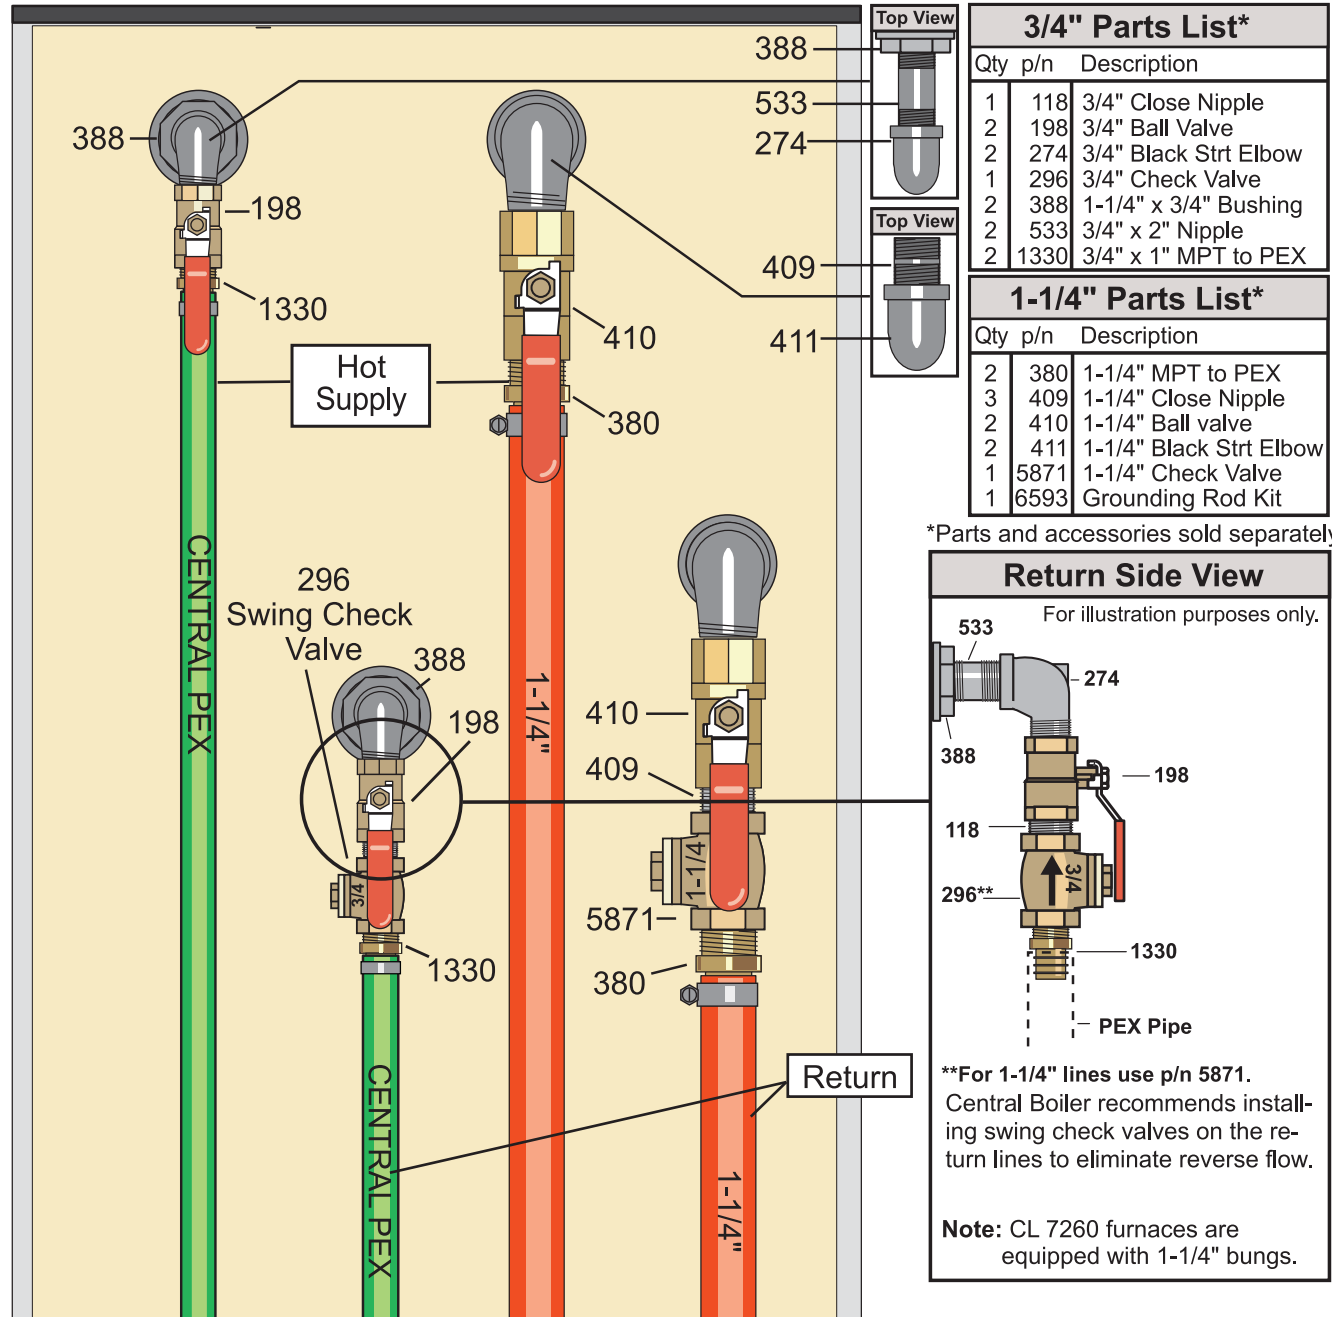 388
198
1330
Hot
Supply
CENTRAL PEX
296
Swing Check
Valve
388
198
3/4
1330
CENTRAL PEX
410
380
1-1/4"
410
409
1-1/4
5871
380
Return
1-1/4"
Top View
388
533
274
Top View
409
411
3/4" Parts List*
Qty p/n Description
1 118 3/4" Close Nipple
2 198 3/4" Ball Valve
2 274 3/4" Black Strt Elbow
1 296 3/4" Check Valve
2 388 1-1/4" x 3/4" Bushing
2 533 3/4" x 2" Nipple
2 1330 3/4" x 1" MPT to PEX
1-1/4" Parts List*
Qty p/n Description
2 380 1-1/4" MPT to PEX
3 409 1-1/4" Close Nipple
2 410 1-1/4" Ball valve
2 411 1-1/4" Black Strt Elbow
1 5871 1-1/4" Check Valve
1 6593 Grounding Rod Kit
*Parts and accessories sold separately
Return Side View
For illustration purposes only.
533
274
388
198
118
3/4
296**
1330
PEX Pipe
**For 1-1/4" lines use p/n 5871.
Central Boiler recommends install-
ing swing check valves on the re-
turn lines to eliminate reverse flow.
Note: CL 7260 furnaces are
equipped with 1-1/4" bungs.